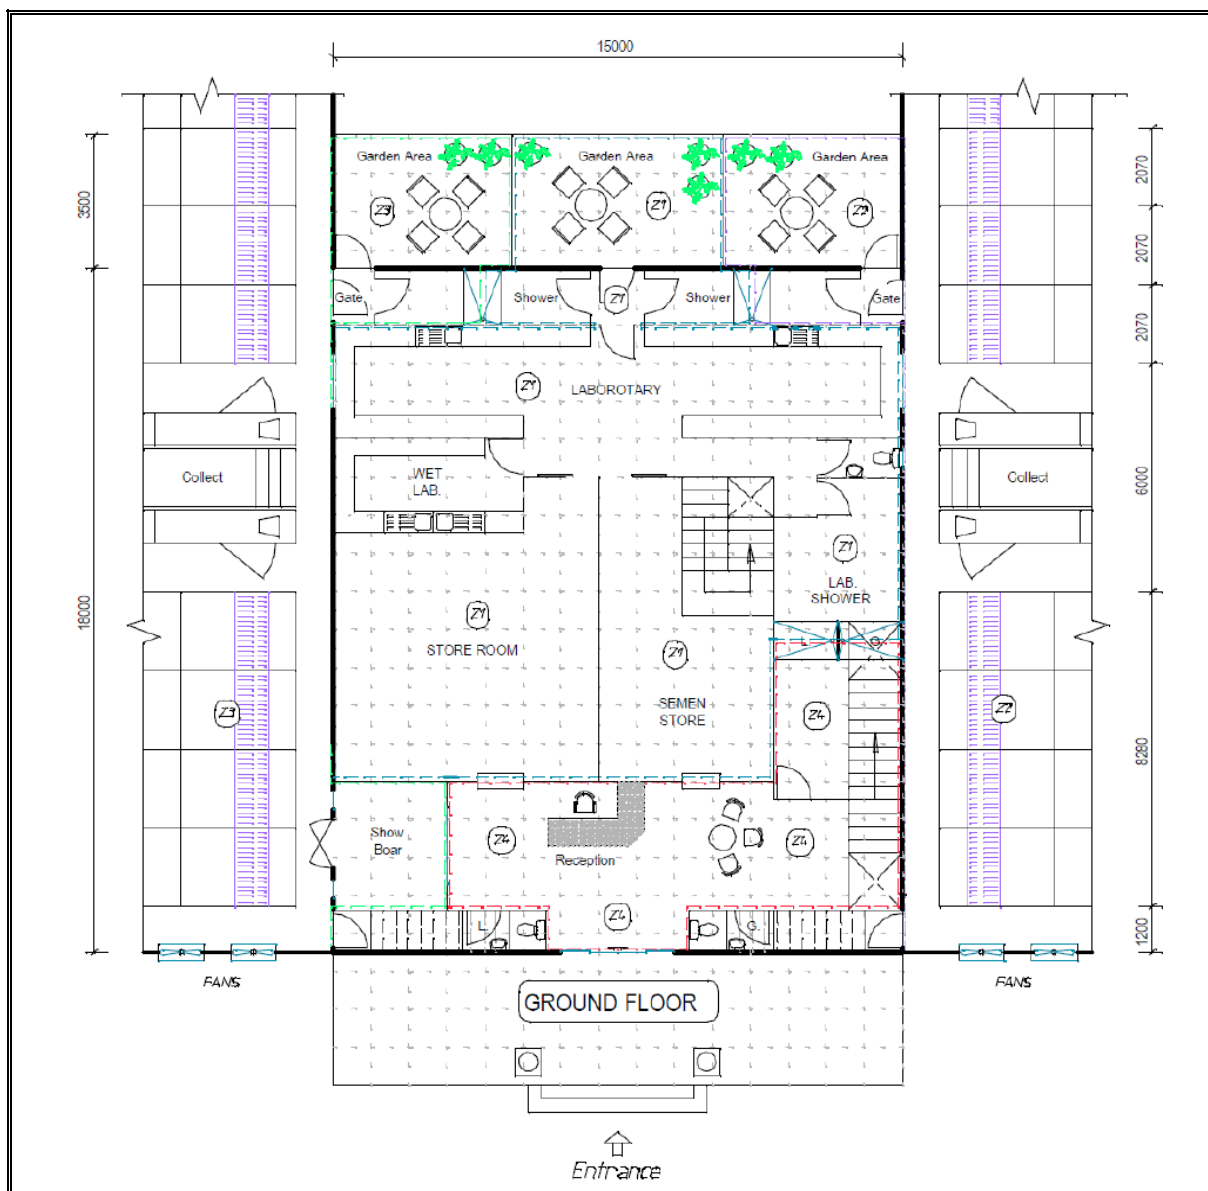 15000
Garden Area
Garden Area
Garden Area
Z3
Z1
Z2
3500
2070
2070
2070
Gate
Shower
Z1
Shower
Gate
Z1
LABOROTARY
Collect
WET
LAB.
Collect
6000
Z1
LAB.
SHOWER
18000
Z1
STORE ROOM
Z1
SEMEN
STORE
L.
G.
Z3
Z4
Z2
8280
Show
Boar
Z4
Reception
Z4
Z4
L.
G.
1200
FANS
FANS
GROUND FLOOR
Entrance